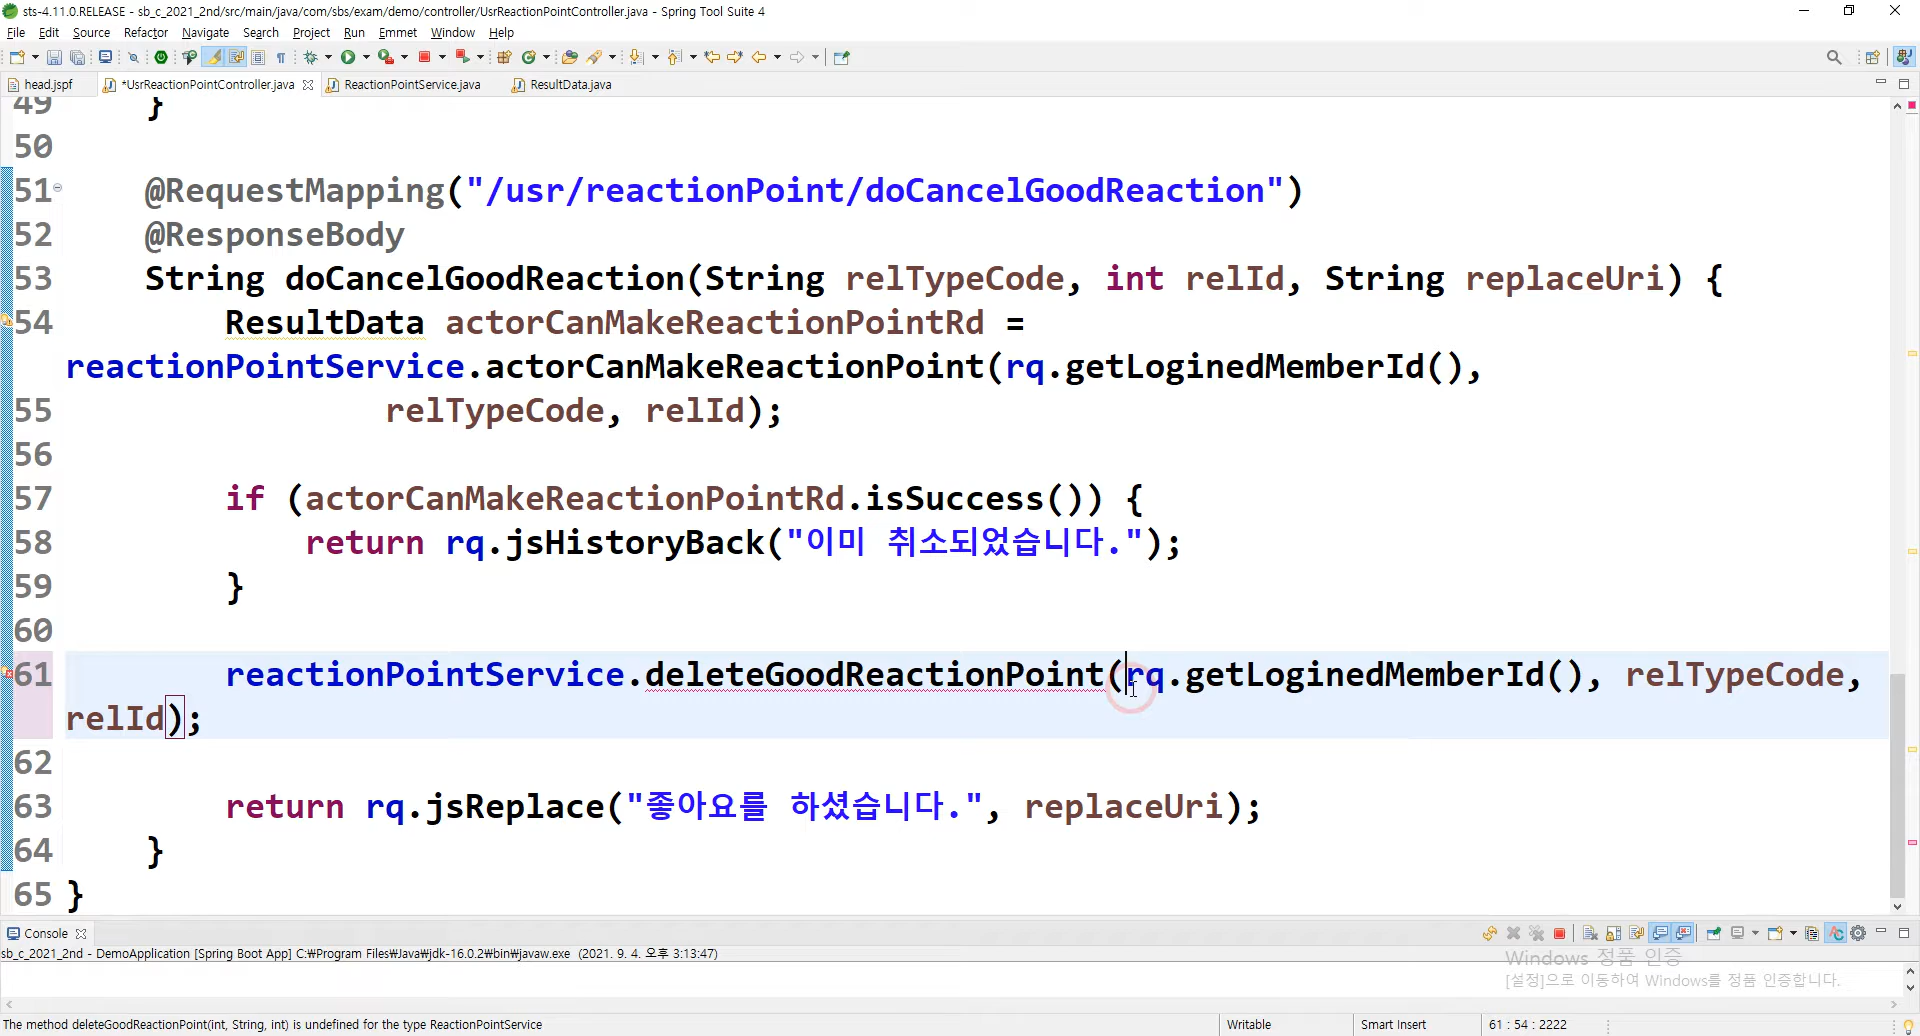 sts-4.11.0.RELEASE - sb_c_2021_2nd/src/main/java/com/sbs/exam/demo/controller/UsrReactionPointController.java - Spring Tool Suite 4
File Edit Source Refactor Navigate Search Project Run Emmet Window Help
head.jspf *UsrReactionPointController.java ReactionPointService.java ResultData.java
49 }
50
51 @RequestMapping("/usr/reactionPoint/doCancelGoodReaction")
52 @ResponseBody
53 String doCancelGoodReaction(String relTypeCode, int relId, String replaceUri) {
54 ResultData actorCanMakeReactionPointRd =
reactionPointService.actorCanMakeReactionPoint(rq.getLoginedMemberId(),
55 relTypeCode, relId);
56
57 if (actorCanMakeReactionPointRd.isSuccess()) {
58 return rq.jsHistoryBack("이미 취소되었습니다.");
59 }
60
61 reactionPointService.deleteGoodReactionPoint(rq.getLoginedMemberId(), relTypeCode,
relId);
62
63 return rq.jsReplace("좋아요를 하셨습니다.", replaceUri);
64 }
65 }
Console
sb_c_2021_2nd - DemoApplication [Spring Boot App] C:₩Program Files₩Java₩jdk-16.0.2₩bin₩javaw.exe (2021. 9. 4. 오후 3:13:47)
Windows 정품 인증
[설정]으로 이동하여 Windows를 정품 인증합니다.
The method deleteGoodReactionPoint(int, String, int) is undefined for the type ReactionPointService Writable Smart Insert 61 : 54 : 2222